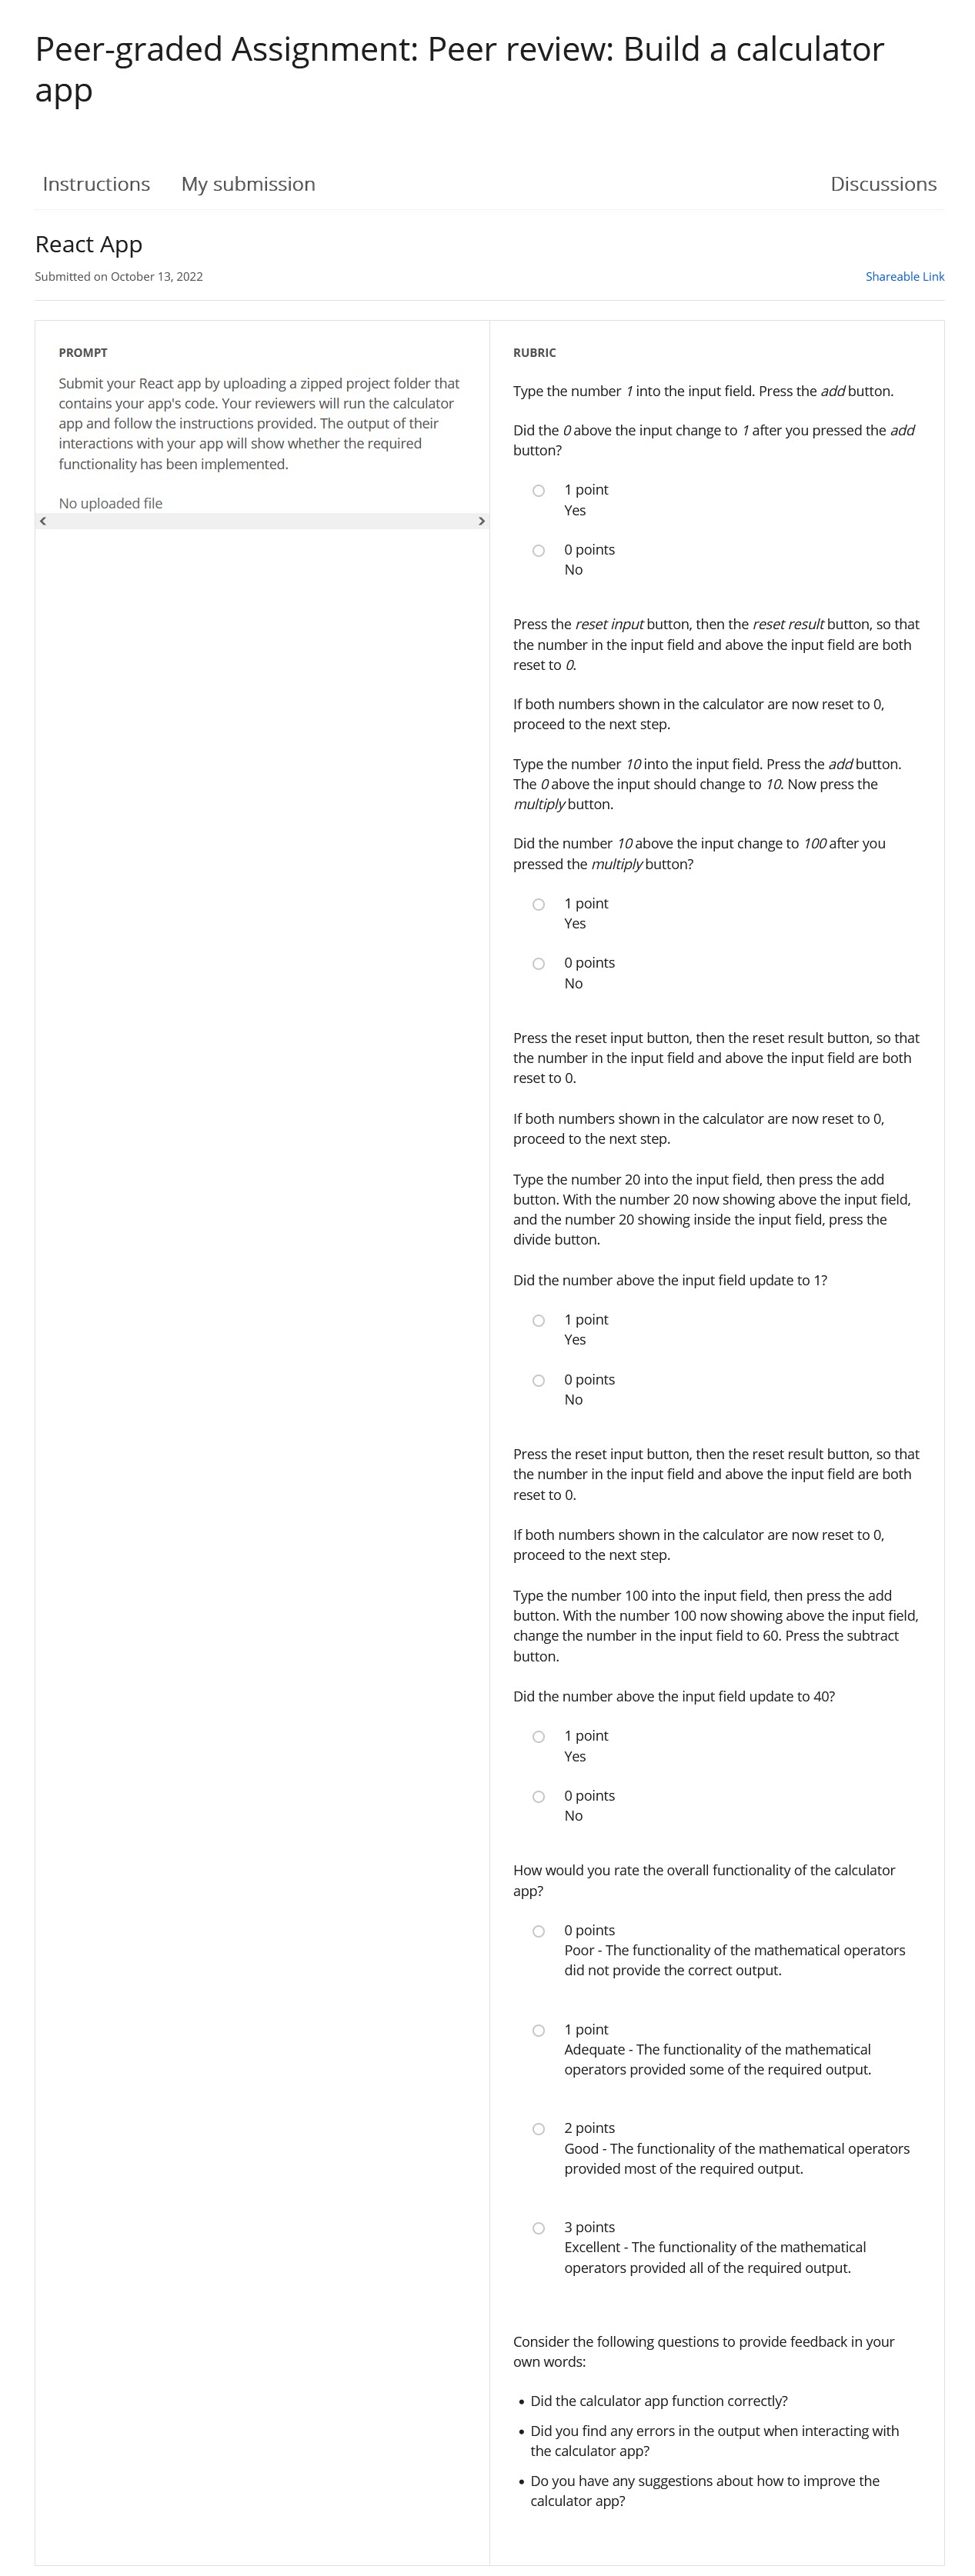 Peer-graded Assignment: Peer review: Build a calculator
app
Instructions
My submission
Discussions
React App
Submitted on October 13, 2022
Shareable Link
PROMPT
Submit your React app by uploading a zipped project folder that
contains your app's code. Your reviewers will run the calculator
app and follow the instructions provided. The output of their
interactions with your app will show whether the required
functionality has been implemented.
No uploaded file
RUBRIC
Type the number 1 into the input field. Press the add button.
Did the 0 above the input change to 1 after you pressed the add
button?
1 point
Yes
0 points
No
Press the reset input button, then the reset result button, so that
the number in the input field and above the input field are both
reset to 0.
If both numbers shown in the calculator are now reset to 0,
proceed to the next step.
Type the number 10 into the input field. Press the add button.
The 0 above the input should change to 10. Now press the
multiply button.
Did the number 10 above the input change to 100 after you
pressed the multiply button?
1 point
Yes
0 points
No
Press the reset input button, then the reset result button, so that
the number in the input field and above the input field are both
reset to 0.
If both numbers shown in the calculator are now reset to 0,
proceed to the next step.
Type the number 20 into the input field, then press the add
button. With the number 20 now showing above the input field,
and the number 20 showing inside the input field, press the
divide button.
Did the number above the input field update to 1?
1 point
Yes
0 points
No
Press the reset input button, then the reset result button, so that
the number in the input field and above the input field are both
reset to 0.
If both numbers shown in the calculator are now reset to 0,
proceed to the next step.
Type the number 100 into the input field, then press the add
button. With the number 100 now showing above the input field,
change the number in the input field to 60. Press the subtract
button.
Did the number above the input field update to 40?
1 point
Yes
0 points
No
How would you rate the overall functionality of the calculator
app?
0 points
Poor - The functionality of the mathematical operators
did not provide the correct output.
1 point
Adequate - The functionality of the mathematical
operators provided some of the required output.
2 points
Good - The functionality of the mathematical operators
provided most of the required output.
3 points
Excellent - The functionality of the mathematical
operators provided all of the required output.
Consider the following questions to provide feedback in your
own words:
• Did the calculator app function correctly?
• Did you find any errors in the output when interacting with
the calculator app?
• Do you have any suggestions about how to improve the
calculator app?